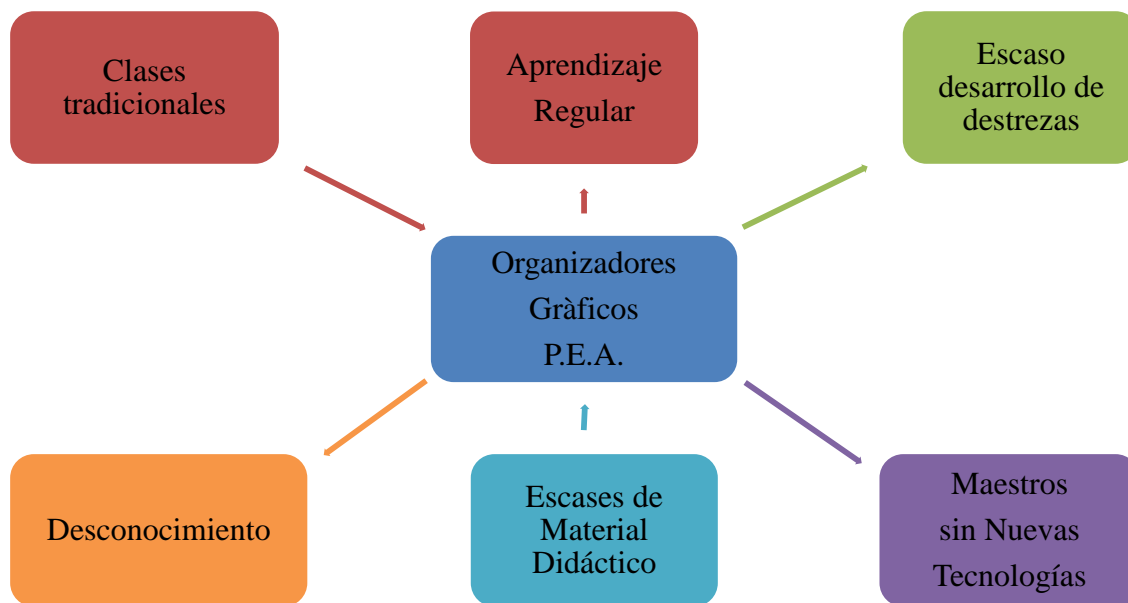 Clases
tradicionales
Aprendizaje
Regular
Escaso
desarrollo de
destrezas
Organizadores
Gràficos
P.E.A.
Desconocimiento
Escases de
Material
Didáctico
Maestros
sin Nuevas
Tecnologías